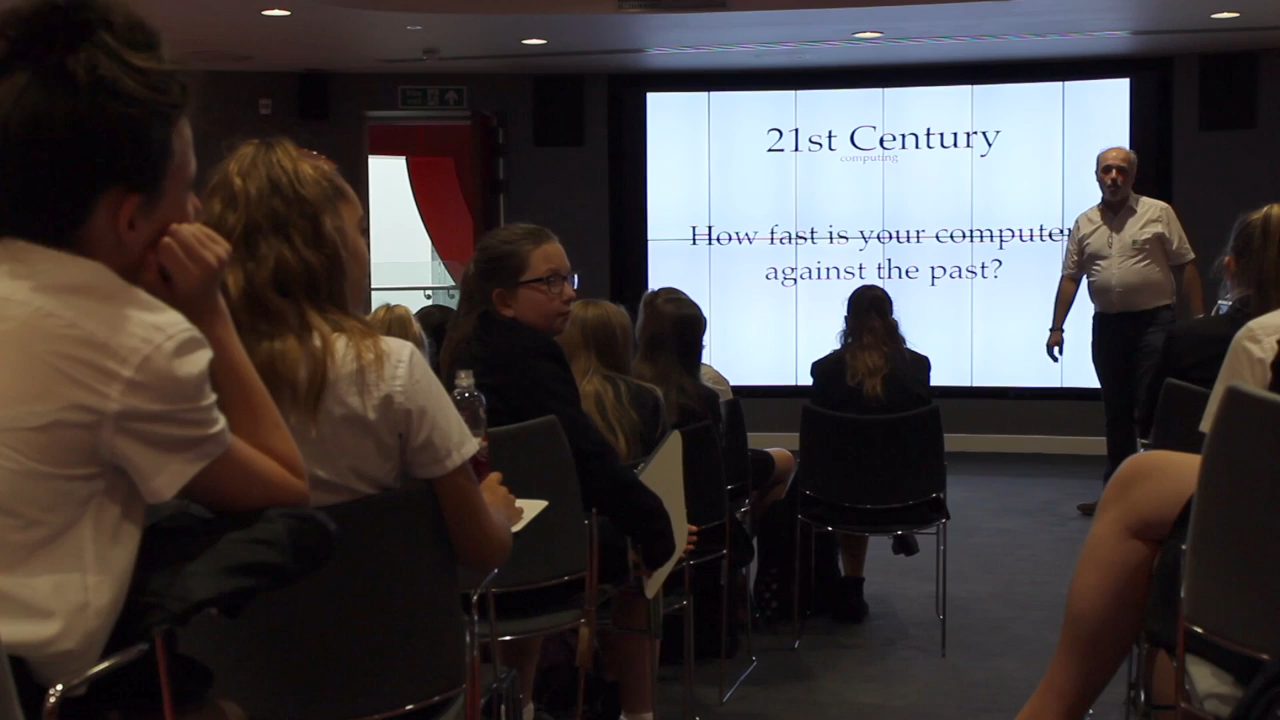 21st Century
computing
How fast is your computer
against the past?